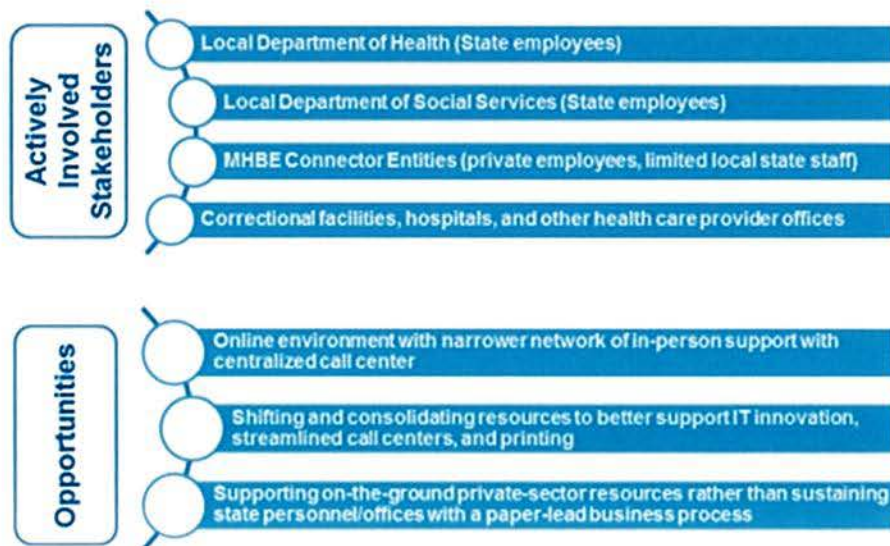 Actively
Involved
Stakeholders
Local Department of Health (State employees)
Local Department of Social Services (State employees)
MHBE Connector Entities (private employees, limited local state staff)
Correctional facilities, hospitals, and other health care provider offices
Opportunities
Online environment with narrower network of in-person support with
centralized call center
Shifting and consolidating resources to better support IT innovation,
streamlined call centers, and printing
Supporting on-the-ground private-sector resources rather than sustaining
state personnel/offices with a paper-lead business process